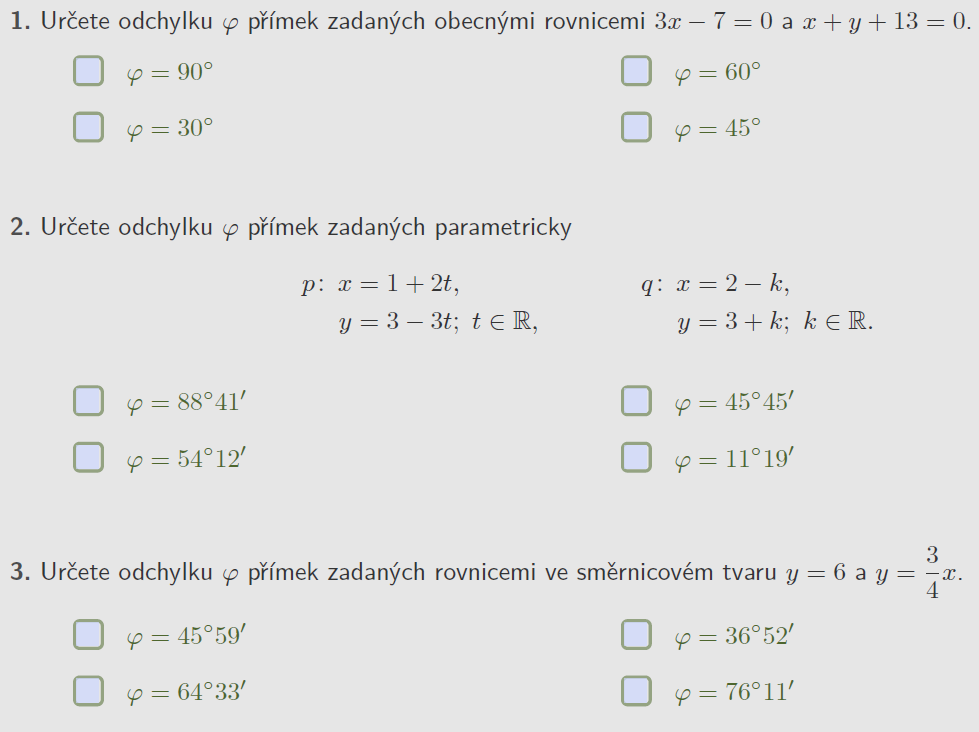 1. Určete odchylku φ přímek zadaných obecnými rovnicemi 3x − 7 = 0 a x + y + 13 = 0.
φ = 90° φ = 60°
φ = 30° φ = 45°
2. Určete odchylku φ přímek zadaných parametricky
p: x = 1 + 2t, q: x = 2 − k,
y = 3 − 3t; t ∈ ℝ, y = 3 + k; k ∈ ℝ.
φ = 88°41′ φ = 45°45′
φ = 54°12′ φ = 11°19′
3. Určete odchylku φ přímek zadaných rovnicemi ve směrnicovém tvaru y = 6 a y = 3/4 x.
φ = 45°59′ φ = 36°52′
φ = 64°33′ φ = 76°11′